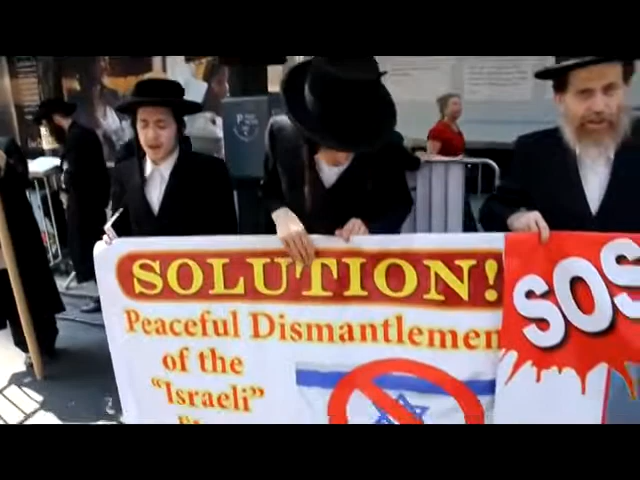 SOLUTION!
Peaceful Dismantlement
of the
"Israeli"
SOS
P